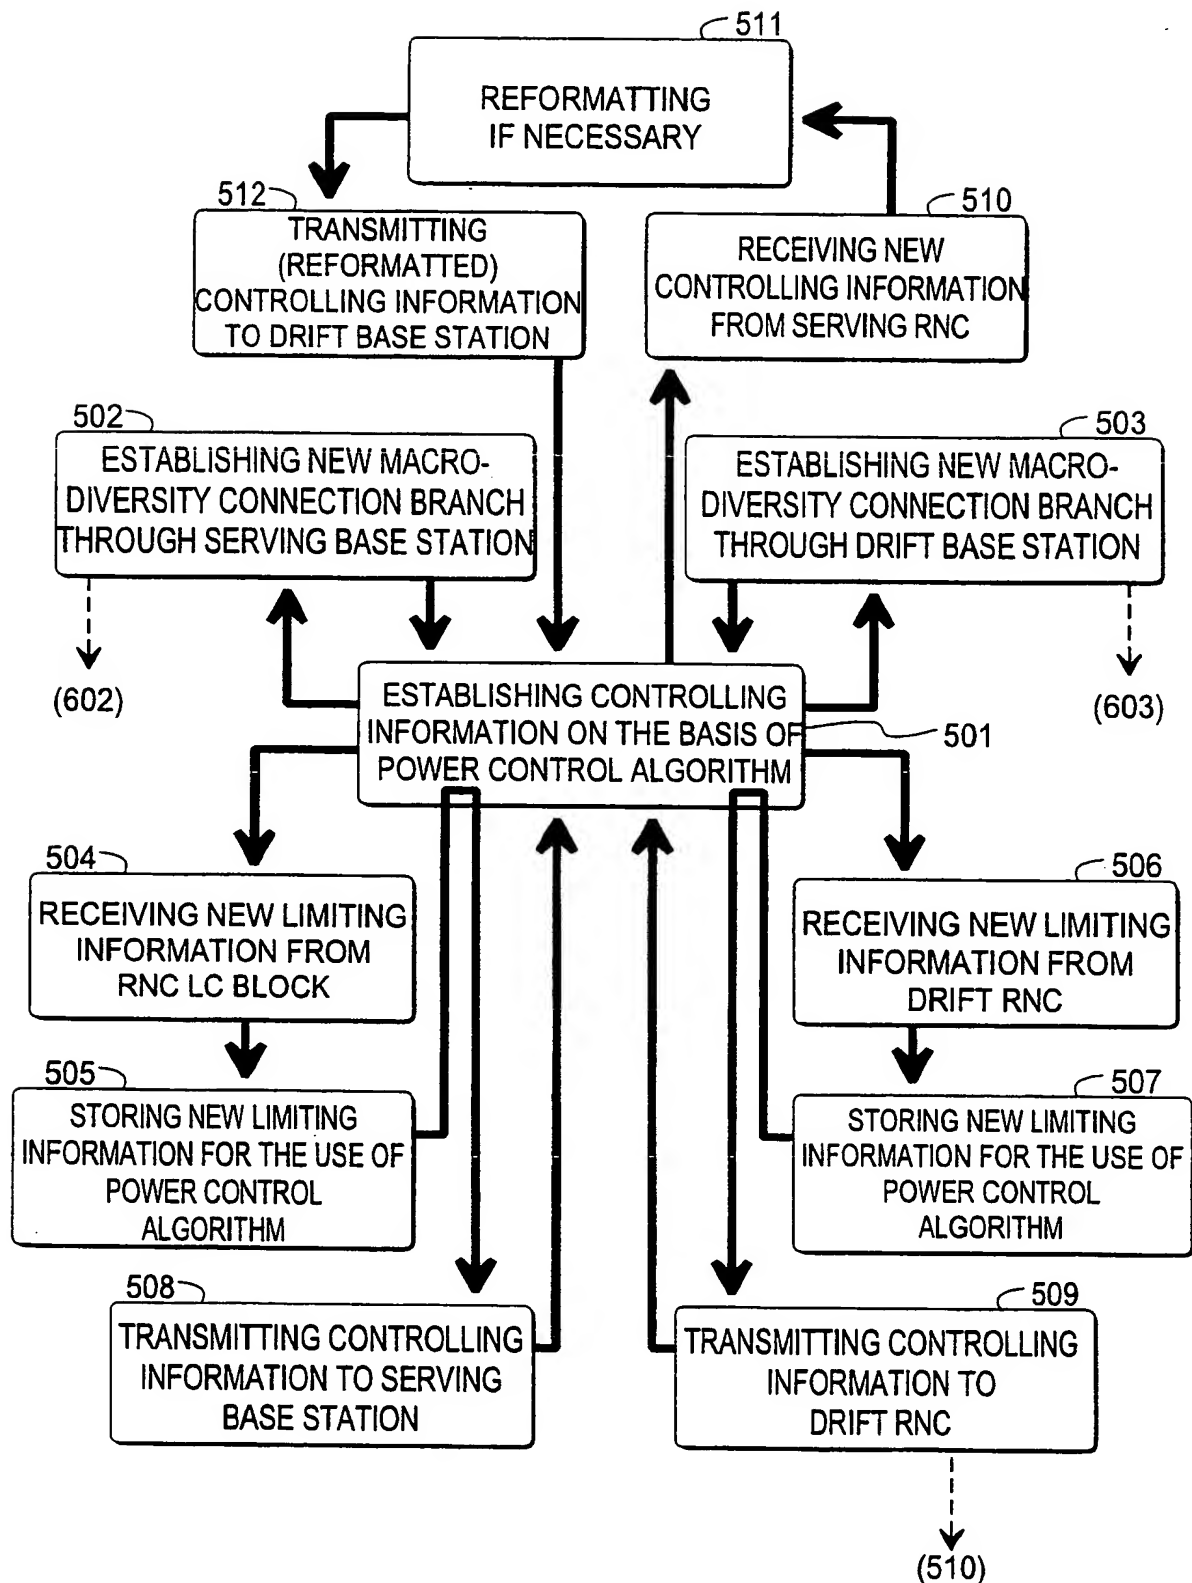 511
REFORMATTING
IF NECESSARY
512
TRANSMITTING
(REFORMATTED)
CONTROLLING INFORMATION
TO DRIFT BASE STATION
510
RECEIVING NEW
CONTROLLING INFORMATION
FROM SERVING RNC
502
ESTABLISHING NEW MACRO-
DIVERSITY CONNECTION BRANCH
THROUGH SERVING BASE STATION
503
ESTABLISHING NEW MACRO-
DIVERSITY CONNECTION BRANCH
THROUGH DRIFT BASE STATION
(602)
(603)
ESTABLISHING CONTROLLING
INFORMATION ON THE BASIS OF
POWER CONTROL ALGORITHM
501
504
RECEIVING NEW LIMITING
INFORMATION FROM
RNC LC BLOCK
506
RECEIVING NEW LIMITING
INFORMATION FROM
DRIFT RNC
505
STORING NEW LIMITING
INFORMATION FOR THE USE OF
POWER CONTROL
ALGORITHM
507
STORING NEW LIMITING
INFORMATION FOR THE USE OF
POWER CONTROL
ALGORITHM
508
TRANSMITTING CONTROLLING
INFORMATION TO SERVING
BASE STATION
509
TRANSMITTING CONTROLLING
INFORMATION TO
DRIFT RNC
(510)